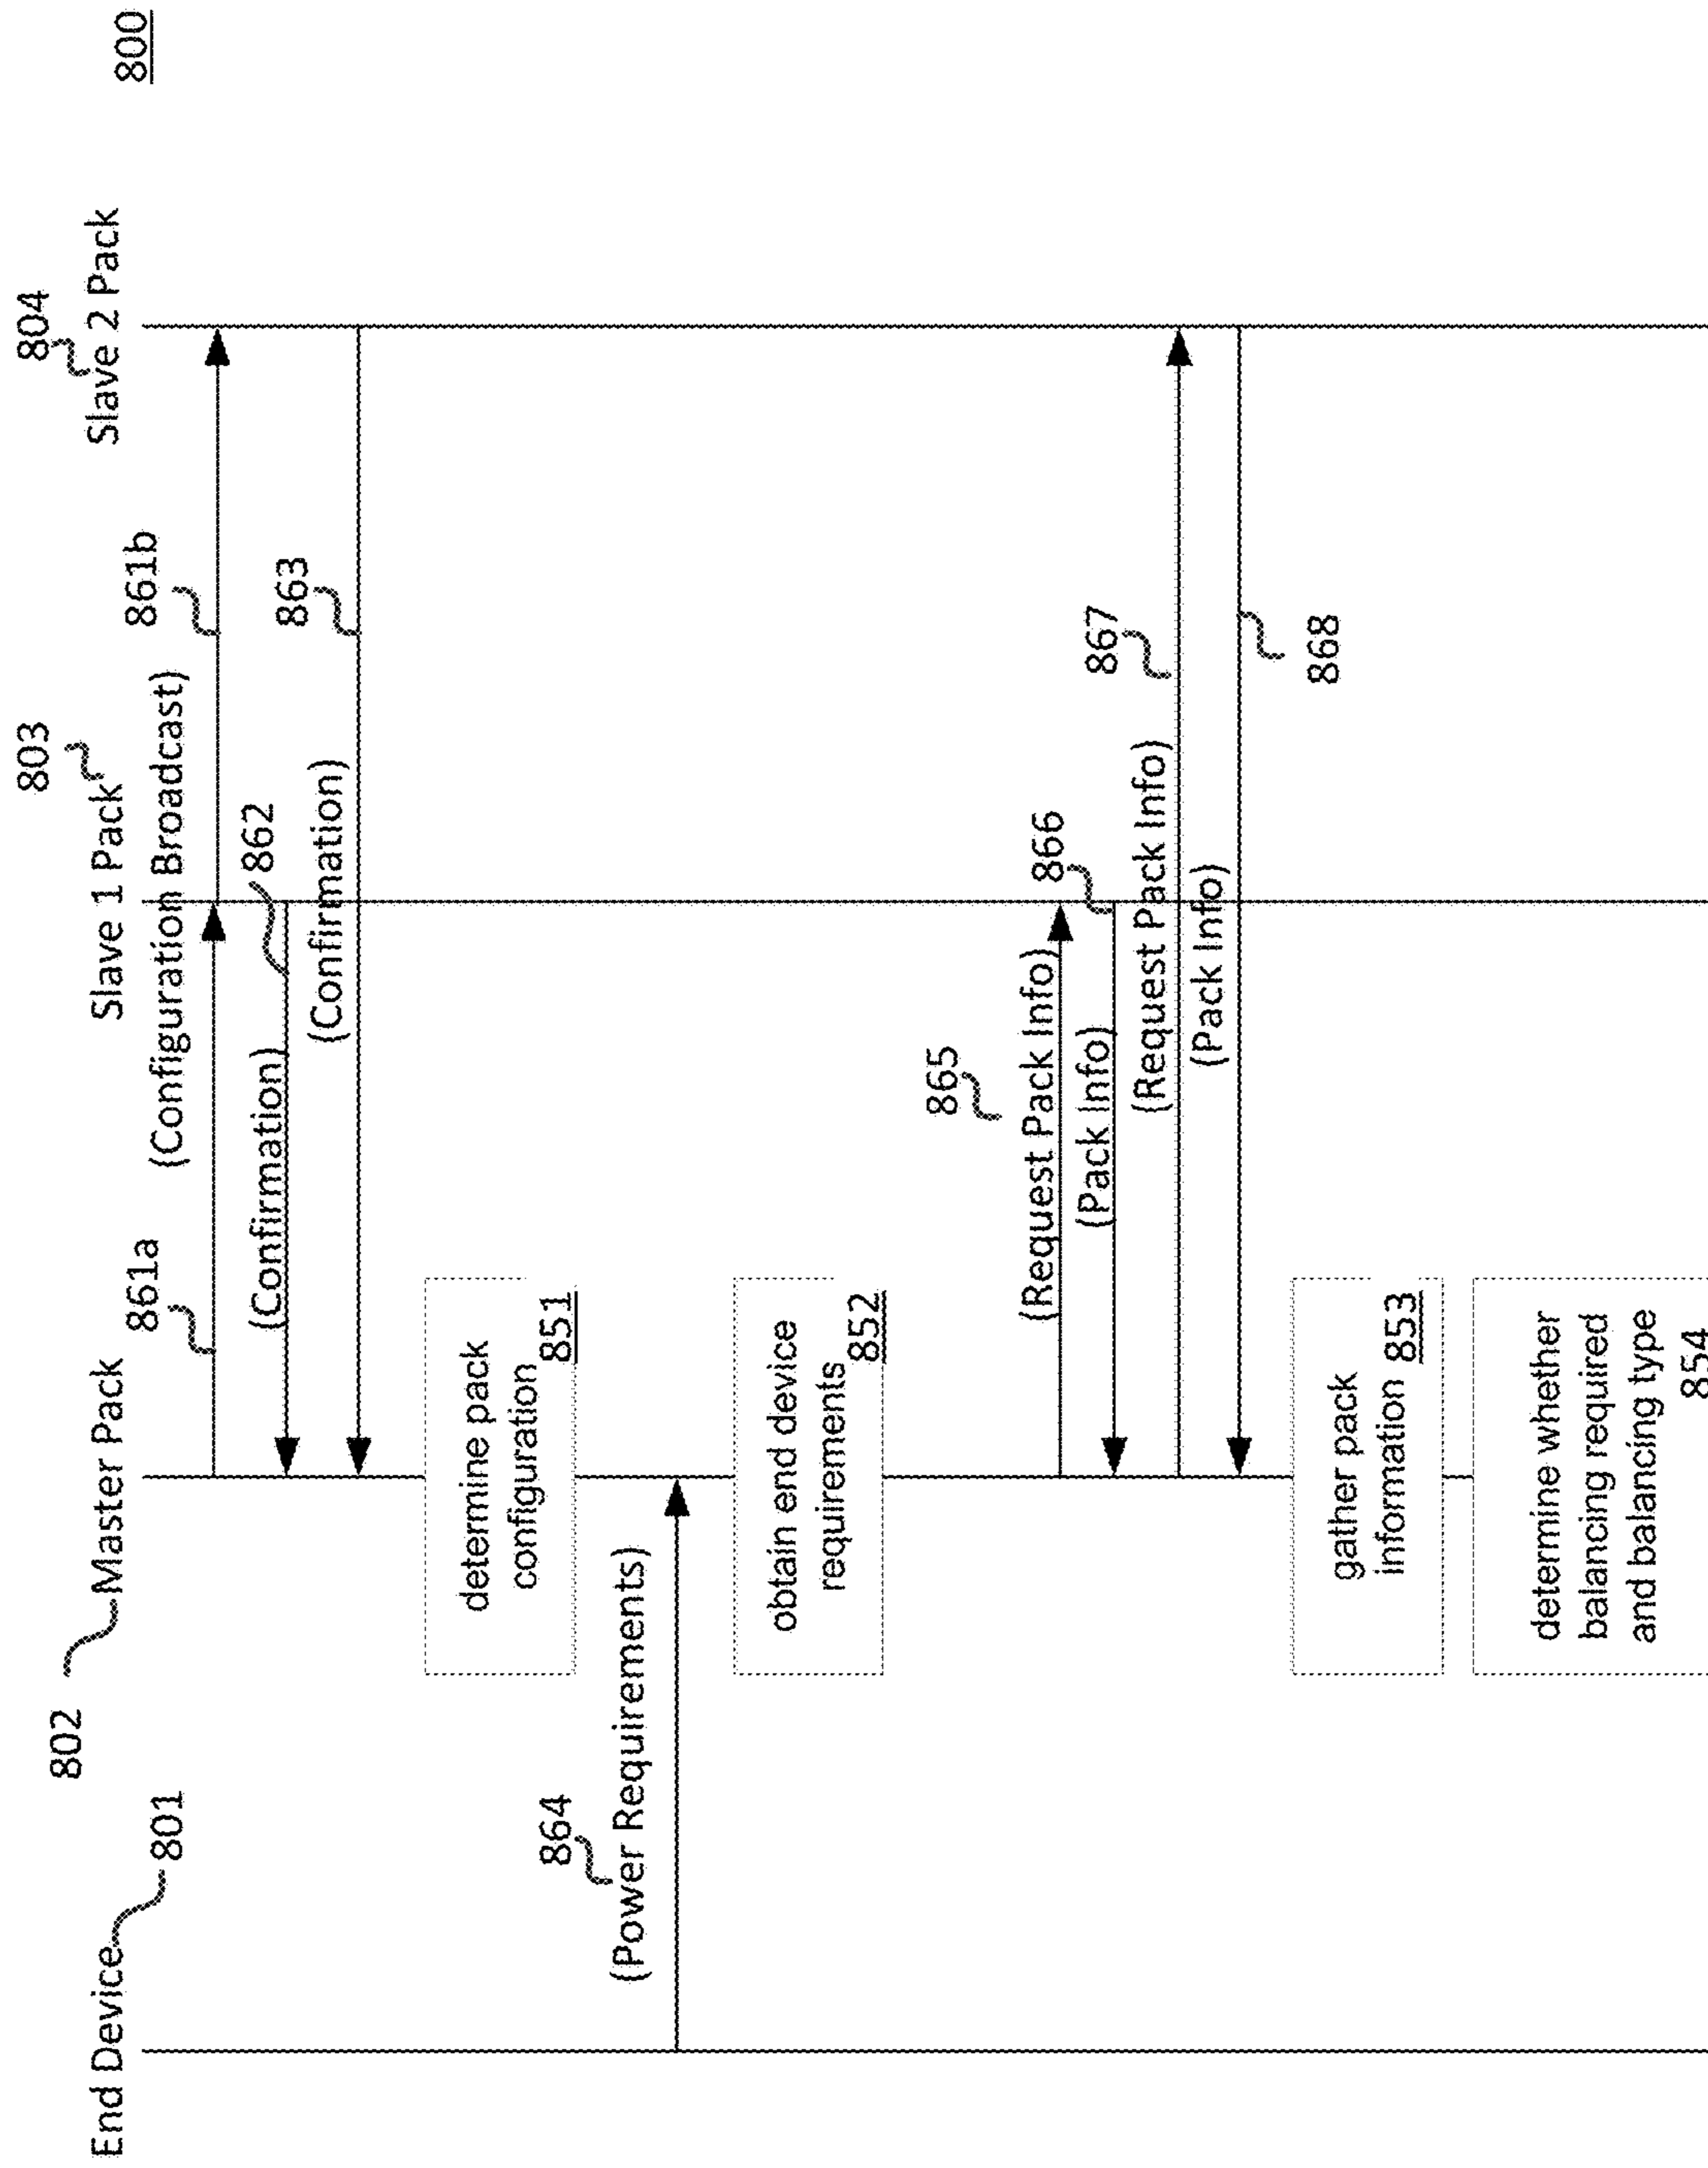 800
End Device
801
802
Master Pack
803
Slave 1 Pack
804
Slave 2 Pack
861a
(Configuration Broadcast)
861b
(Confirmation)
862
(Confirmation)
863
determine pack
configuration
851
864
(Power Requirements)
obtain end device
requirements
852
865
(Request Pack Info)
(Pack Info)
866
(Request Pack Info)
867
(Pack Info)
868
gather pack
information 853
determine whether
balancing required
and balancing type
854